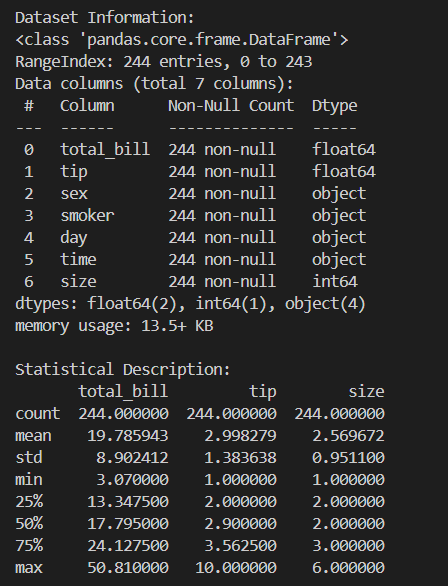 Dataset Information:
<class 'pandas.core.frame.DataFrame'>
RangeIndex: 244 entries, 0 to 243
Data columns (total 7 columns):
 #   Column      Non-Null Count  Dtype
---  ------      --------------  -----
 0   total_bill  244 non-null    float64
 1   tip         244 non-null    float64
 2   sex         244 non-null    object
 3   smoker      244 non-null    object
 4   day         244 non-null    object
 5   time        244 non-null    object
 6   size        244 non-null    int64
dtypes: float64(2), int64(1), object(4)
memory usage: 13.5+ KB

Statistical Description:
       total_bill         tip        size
count  244.000000  244.000000  244.000000
mean    19.785943    2.998279    2.569672
std      8.902412    1.383638    0.951100
min      3.070000    1.000000    1.000000
25%     13.347500    2.000000    2.000000
50%     17.795000    2.900000    2.000000
75%     24.127500    3.562500    3.000000
max     50.810000   10.000000    6.000000